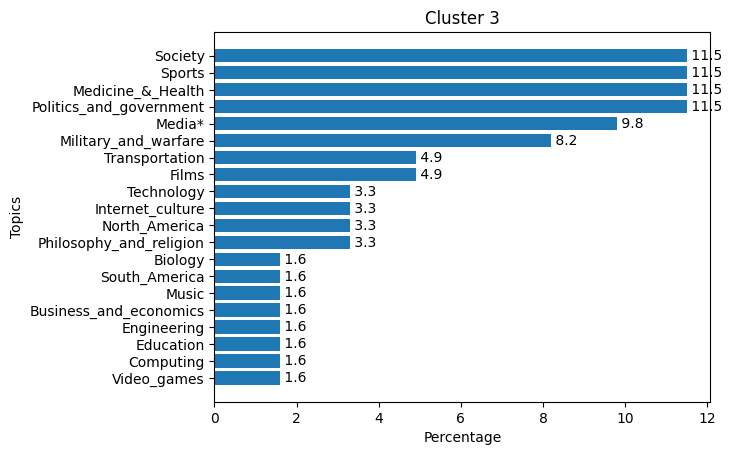 Cluster 3
Topics
Society 11.5
Sports 11.5
Medicine_&_Health 11.5
Politics_and_government 11.5
Media* 9.8
Military_and_warfare 8.2
Transportation 4.9
Films 4.9
Technology 3.3
Internet_culture 3.3
North_America 3.3
Philosophy_and_religion 3.3
Biology 1.6
South_America 1.6
Music 1.6
Business_and_economics 1.6
Engineering 1.6
Education 1.6
Computing 1.6
Video_games 1.6
0 2 4 6 8 10 12
Percentage